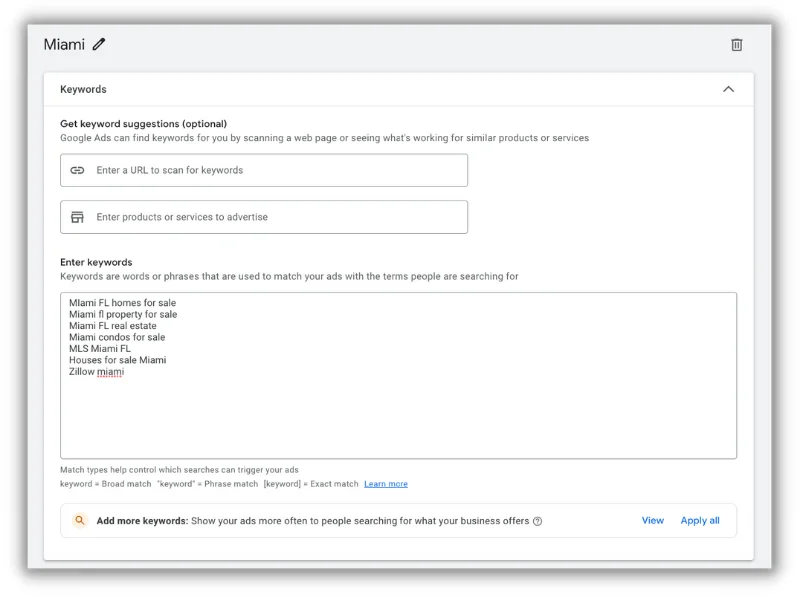 Miami
Keywords
Get keyword suggestions (optional)
Google Ads can find keywords for you by scanning a web page or seeing what's working for similar products or services
Enter a URL to scan for keywords
Enter products or services to advertise
Enter keywords
Keywords are words or phrases that are used to match your ads with the terms people are searching for
MIami FL homes for sale
Miami fl property for sale
Miami FL real estate
Miami condos for sale
MLS Miami FL
Houses for sale Miami
Zillow miami
Match types help control which searches can trigger your ads
keyword = Broad match "keyword" = Phrase match [keyword] = Exact match Learn more
Add more keywords: Show your ads more often to people searching for what your business offers View Apply all